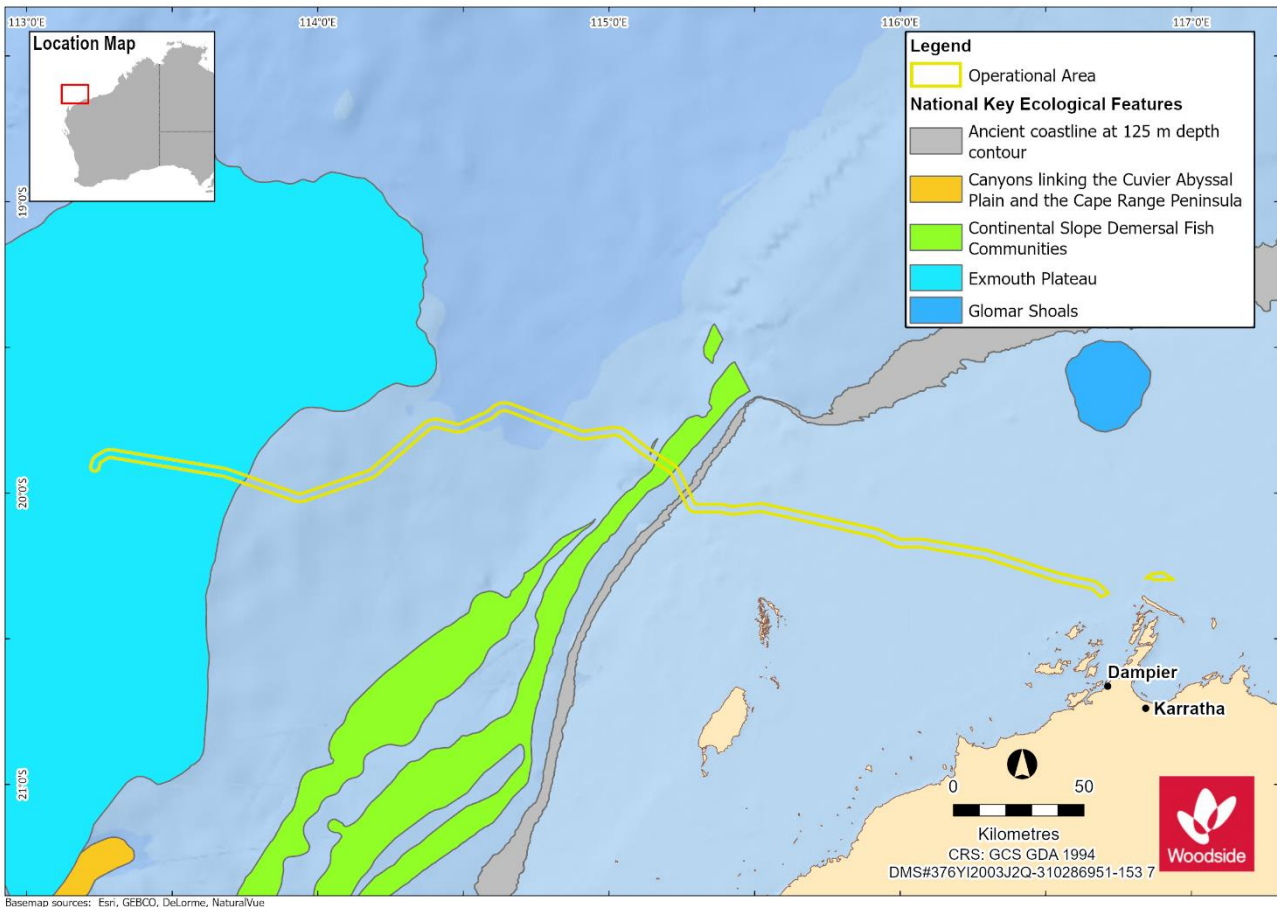 113°0'E
114°0'E
115°0'E
116°0'E
117°0'E
Location Map
Legend
Operational Area
National Key Ecological Features
Ancient coastline at 125 m depth
contour
Canyons linking the Cuvier Abyssal
Plain and the Cape Range Peninsula
Continental Slope Demersal Fish
Communities
Exmouth Plateau
Glomar Shoals
19°0'S
20°0'S
21°0'S
Dampier
Karratha
0 50
Kilometres
CRS: GCS GDA 1994
DMS#376YI2003J2Q-310286951-153 7
Woodside
Basemap sources: Esri, GEBCO, DeLorme, NaturalVue